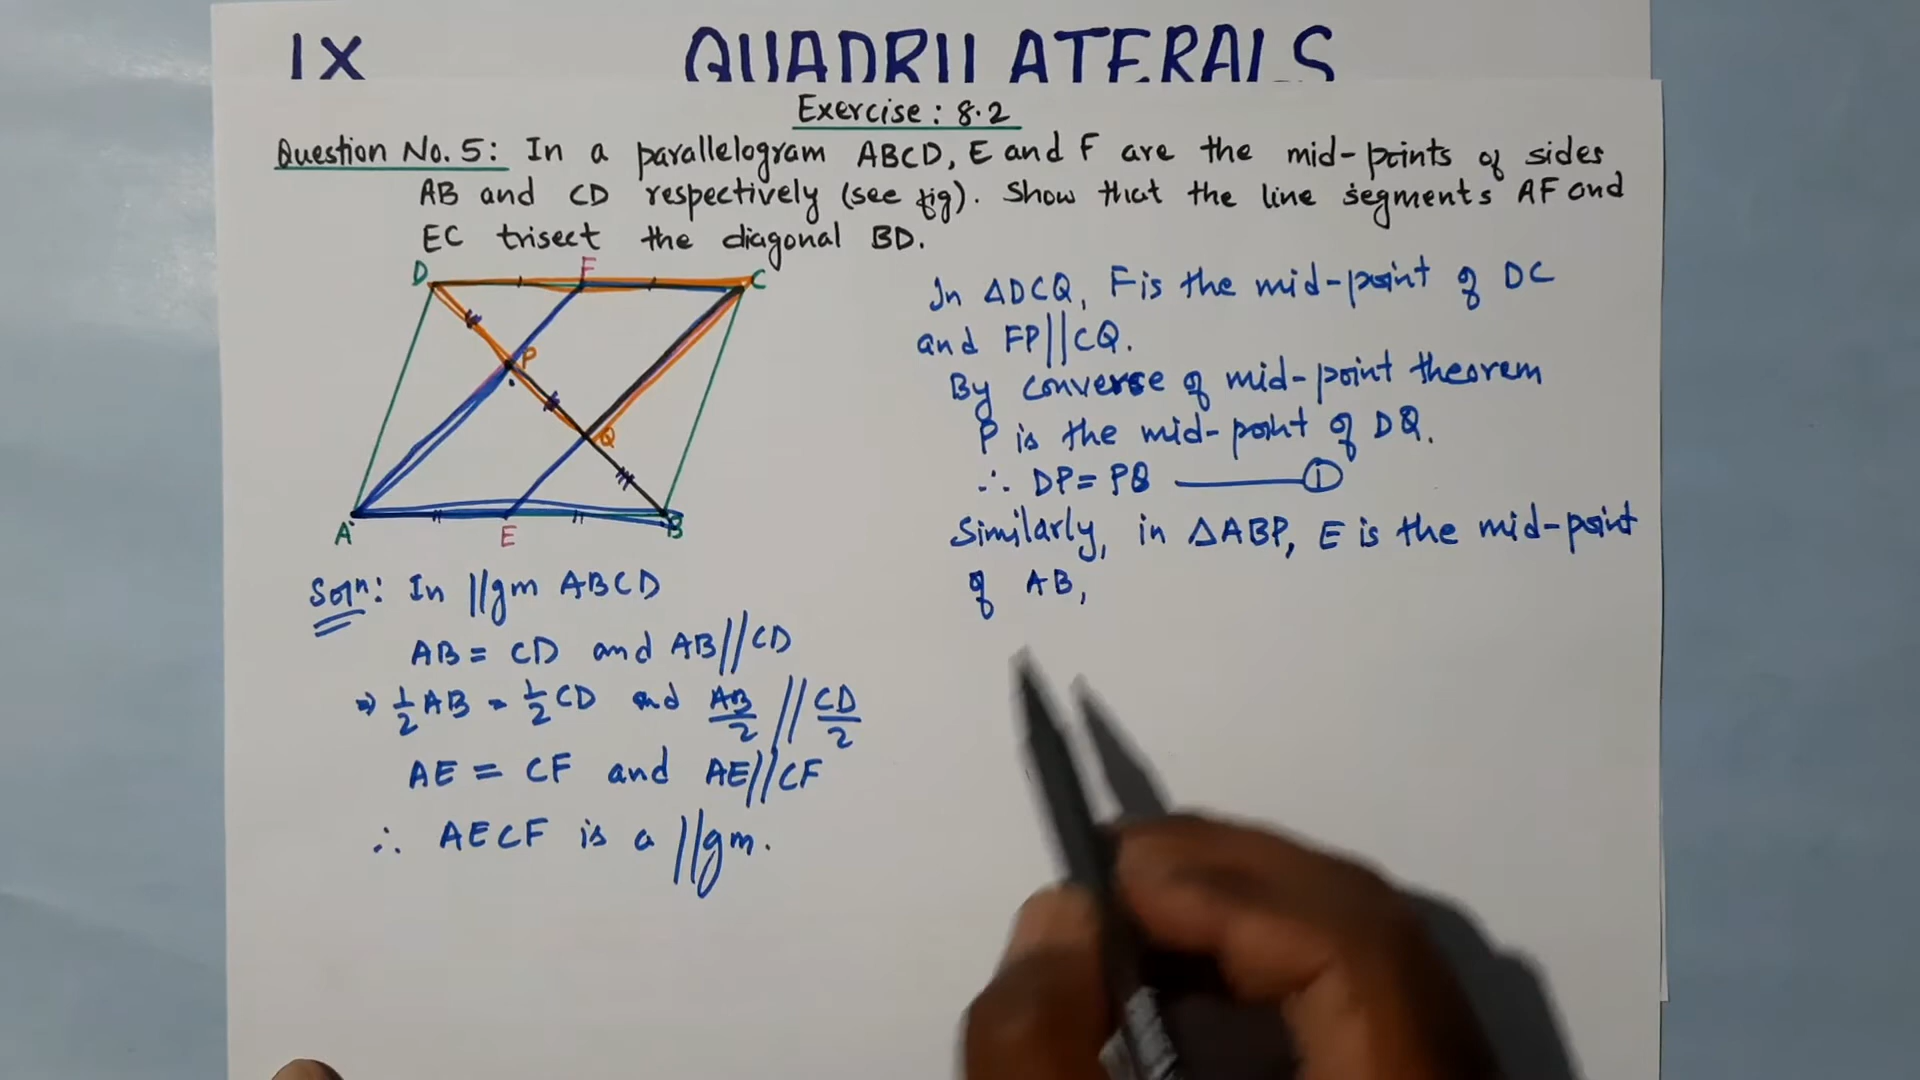 IX QUADRILATERALS
Exercise: 8.2
Question No. 5: In a parallelogram ABCD, E and F are the mid-points of sides
AB and CD respectively (see fig). Show that the line segments AF and
EC trisect the diagonal BD.
D F C
P
Q
A E B
Soln: In ||gm ABCD
AB = CD and AB//CD
⇒ 1/2 AB = 1/2 CD and AB/2 // CD/2
AE = CF and AE//CF
∴ AECF is a ||gm.
In ΔDCQ, F is the mid-point of DC
and FP||CQ.
By converse of mid-point theorem
P is the mid-point of DQ.
∴ DP = PQ ——— ①
Similarly, in ΔABP, E is the mid-point
of AB,